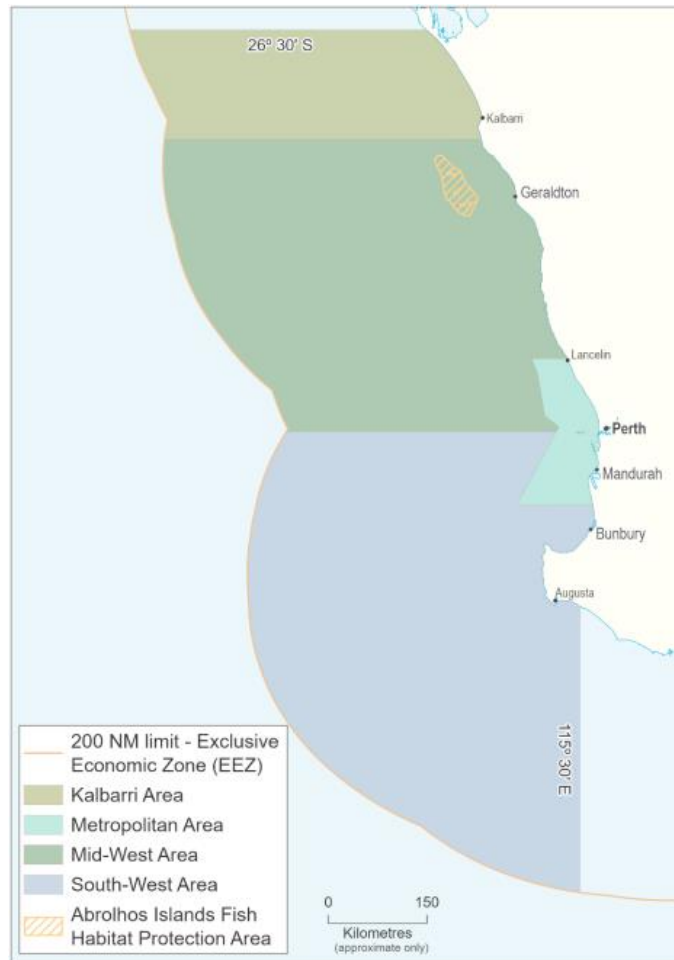 26º 30' S
Kalbarri
Geraldton
Lancelin
Perth
Mandurah
Bunbury
Augusta
115º 30' E
200 NM limit - Exclusive
Economic Zone (EEZ)
Kalbarri Area
Metropolitan Area
Mid-West Area
South-West Area
Abrolhos Islands Fish
Habitat Protection Area
0 150
Kilometres
(approximate only)